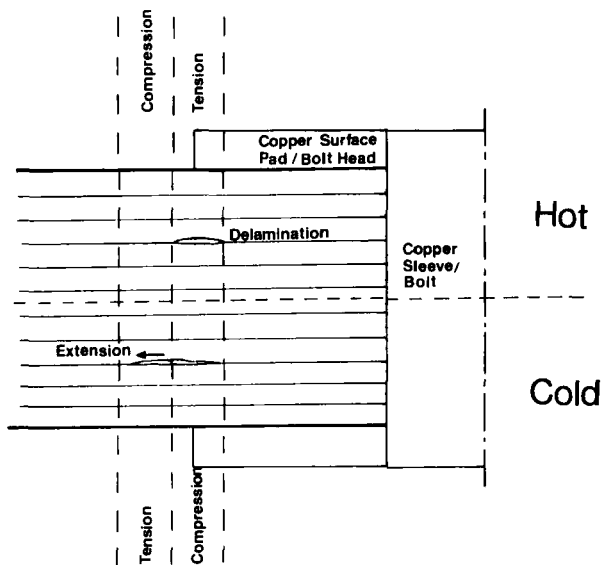 Compression
Tension
Copper Surface
Pad / Bolt Head
Hot
Delamination
Copper
Sleeve/
Bolt
Extension
Cold
Tension
Compression